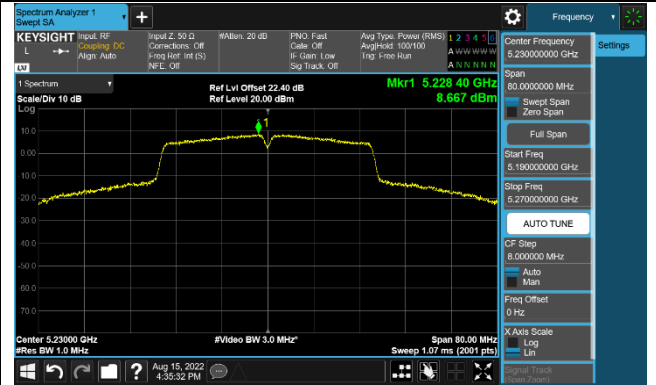 Spectrum Analyzer 1
Swept SA
Frequency
KEYSIGHT
L
LXI
Input: RF
Coupling: DC
Align: Auto
Input Z: 50 Ω
Corrections: Off
Freq Ref: Int (S)
NFE: Off
#Atten: 20 dB
PNO: Fast
Gate: Off
IF Gain: Low
Sig Track: Off
Avg Type: Power (RMS)
Avg|Hold: 100/100
Trig: Free Run
1 2 3 4 5 6
A W W W W W
A N N N N N
1 Spectrum
Scale/Div 10 dB
Log
Ref Lvl Offset 22.40 dB
Ref Level 20.00 dBm
Mkr1 5.228 40 GHz
8.667 dBm
1
10.0
0.00
-10.0
-20.0
-30.0
-40.0
-50.0
-60.0
-70.0
Center 5.23000 GHz
#Res BW 1.0 MHz
#Video BW 3.0 MHz*
Span 80.00 MHz
Sweep 1.07 ms (2001 pts)
Center Frequency
5.230000000 GHz
Settings
Span
80.0000000 MHz
Swept Span
Zero Span
Full Span
Start Freq
5.190000000 GHz
Stop Freq
5.270000000 GHz
AUTO TUNE
CF Step
8.000000 MHz
Auto
Man
Freq Offset
0 Hz
X Axis Scale
Log
Lin
Signal Track
(Span Zoom)
Aug 15, 2022
4:35:32 PM